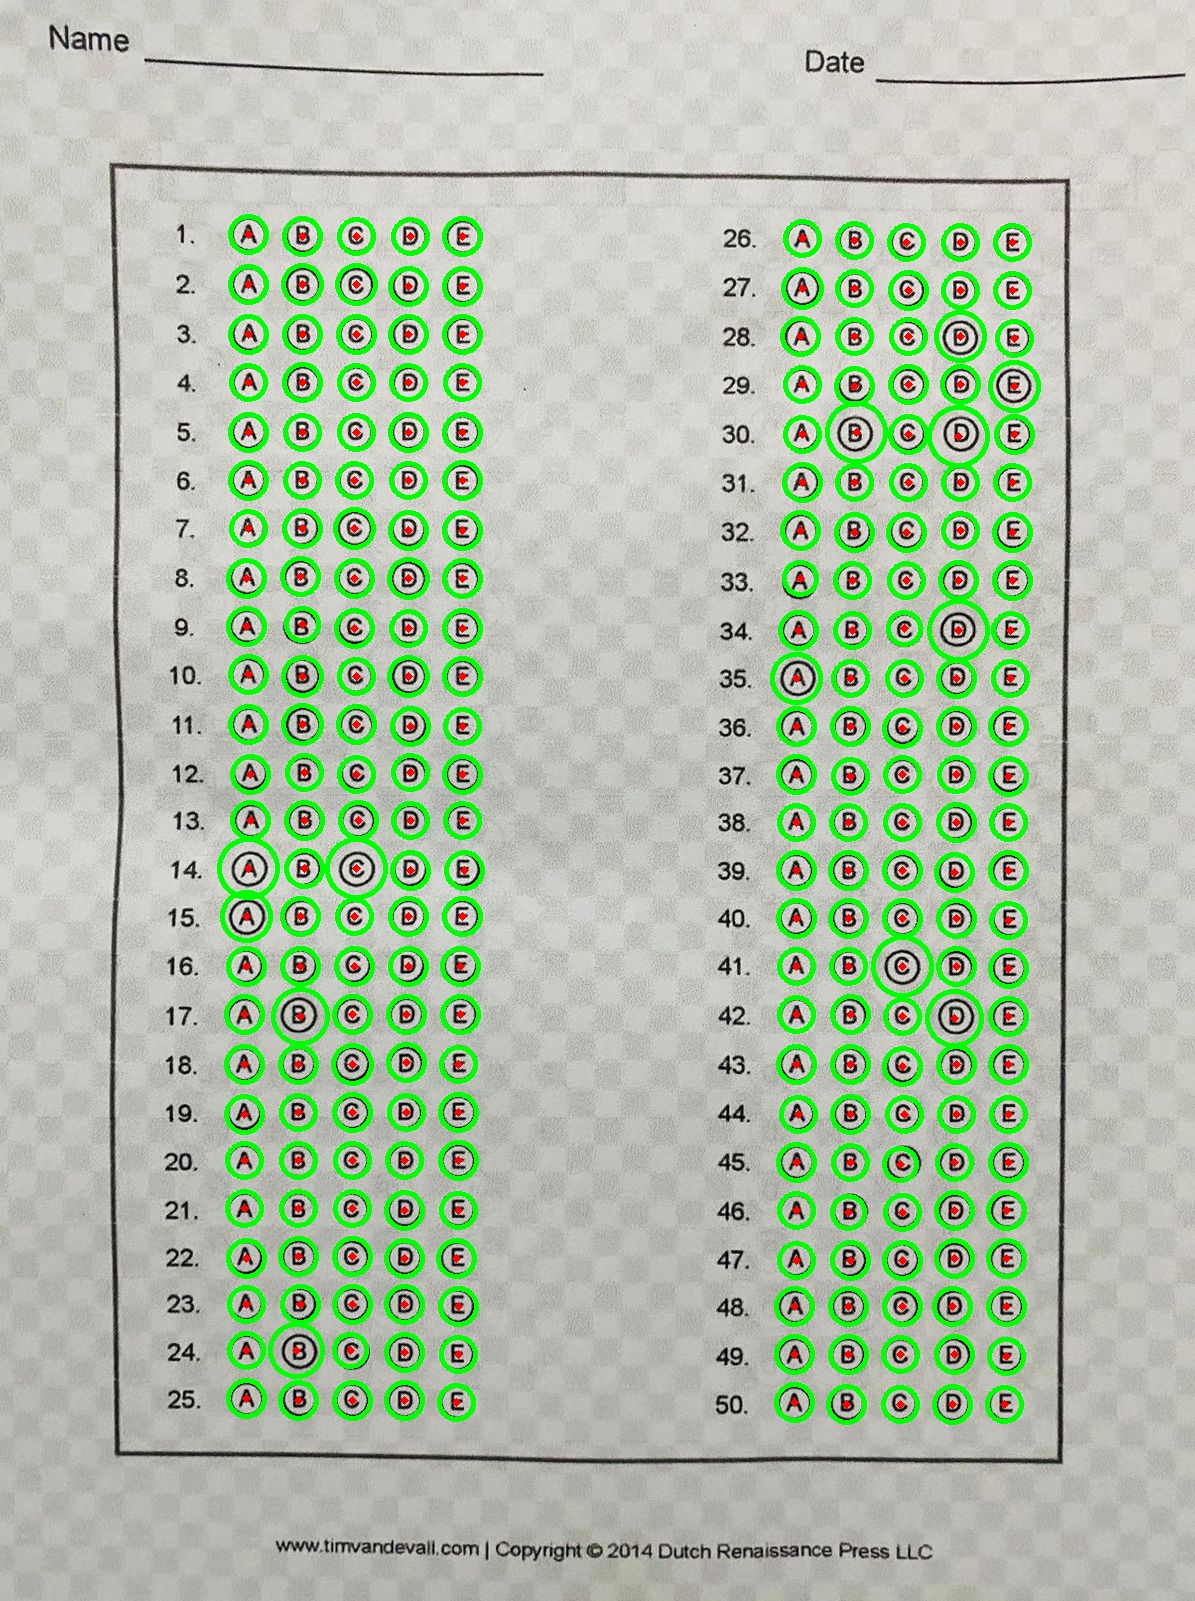 Name
Date
1. A B C D E
2. A B C D E
3. A B C D E
4. A B C D E
5. A B C D E
6. A B C D E
7. A B C D E
8. A B C D E
9. A B C D E
10. A B C D E
11. A B C D E
12. A B C D E
13. A B C D E
14. A B C D E
15. A B C D E
16. A B C D E
17. A B C D E
18. A B C D E
19. A B C D E
20. A B C D E
21. A B C D E
22. A B C D E
23. A B C D E
24. A B C D E
25. A B C D E
26. A B C D E
27. A B C D E
28. A B C D E
29. A B C D E
30. A B C D E
31. A B C D E
32. A B C D E
33. A B C D E
34. A B C D E
35. A B C D E
36. A B C D E
37. A B C D E
38. A B C D E
39. A B C D E
40. A B C D E
41. A B C D E
42. A B C D E
43. A B C D E
44. A B C D E
45. A B C D E
46. A B C D E
47. A B C D E
48. A B C D E
49. A B C D E
50. A B C D E
www.timvandevall.com | Copyright © 2014 Dutch Renaissance Press LLC